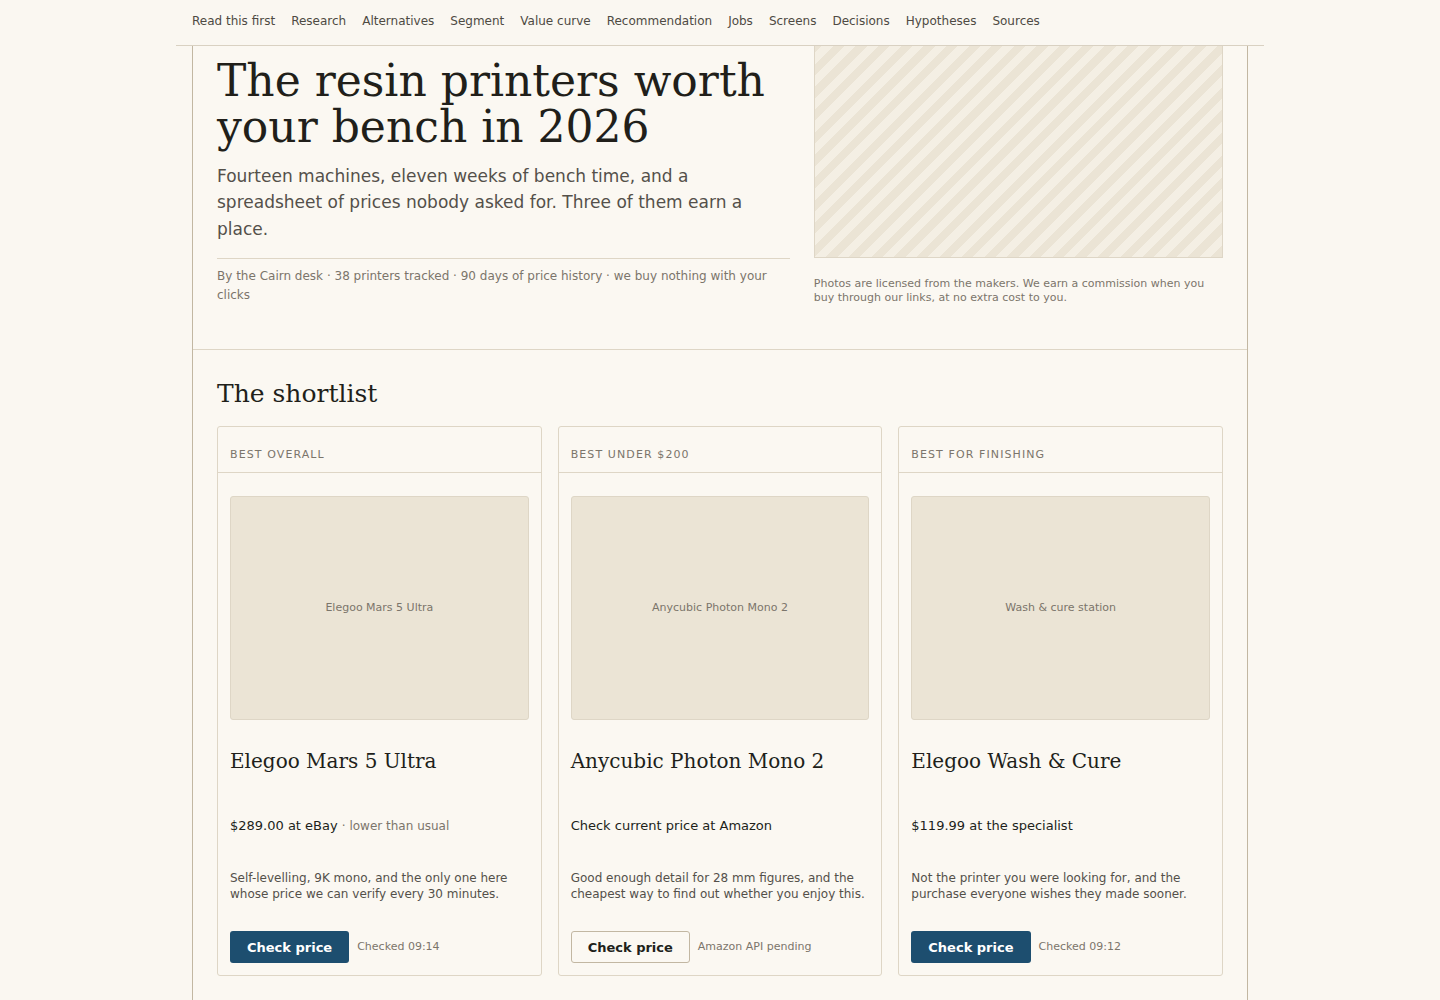 Read this first Research Alternatives Segment Value curve Recommendation Jobs Screens Decisions Hypotheses Sources
The resin printers worth
your bench in 2026
Fourteen machines, eleven weeks of bench time, and a
spreadsheet of prices nobody asked for. Three of them earn a
place.
By the Cairn desk · 38 printers tracked · 90 days of price history · we buy nothing with your
clicks
Photos are licensed from the makers. We earn a commission when you
buy through our links, at no extra cost to you.
The shortlist
BEST OVERALL
Elegoo Mars 5 Ultra
Elegoo Mars 5 Ultra
$289.00 at eBay · lower than usual
Self-levelling, 9K mono, and the only one here
whose price we can verify every 30 minutes.
Check price Checked 09:14
BEST UNDER $200
Anycubic Photon Mono 2
Anycubic Photon Mono 2
Check current price at Amazon
Good enough detail for 28 mm figures, and the
cheapest way to find out whether you enjoy this.
Check price Amazon API pending
BEST FOR FINISHING
Wash & cure station
Elegoo Wash & Cure
$119.99 at the specialist
Not the printer you were looking for, and the
purchase everyone wishes they made sooner.
Check price Checked 09:12